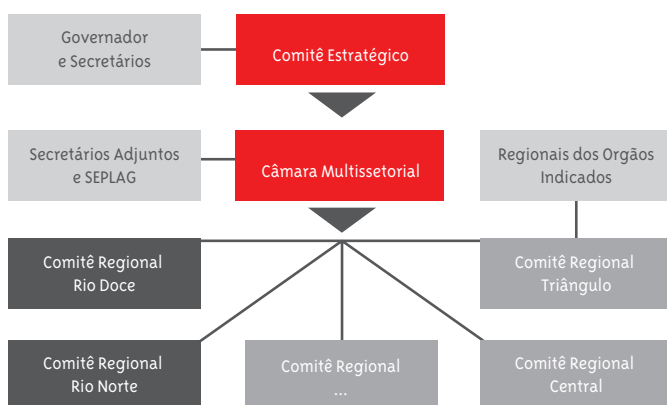 Governador
e Secretários
Comitê Estratégico
Secretários Adjuntos
e SEPLAG
Câmara Multissetorial
Regionais dos Orgãos
Indicados
Comitê Regional
Rio Doce
Comitê Regional
Triângulo
Comitê Regional
Rio Norte
Comitê Regional
...
Comitê Regional
Central